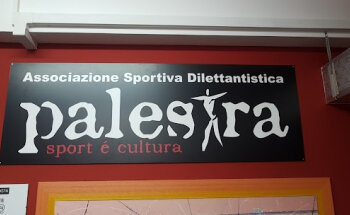 Associazione Sportiva Dilettantistica
palestra
sport é cultura